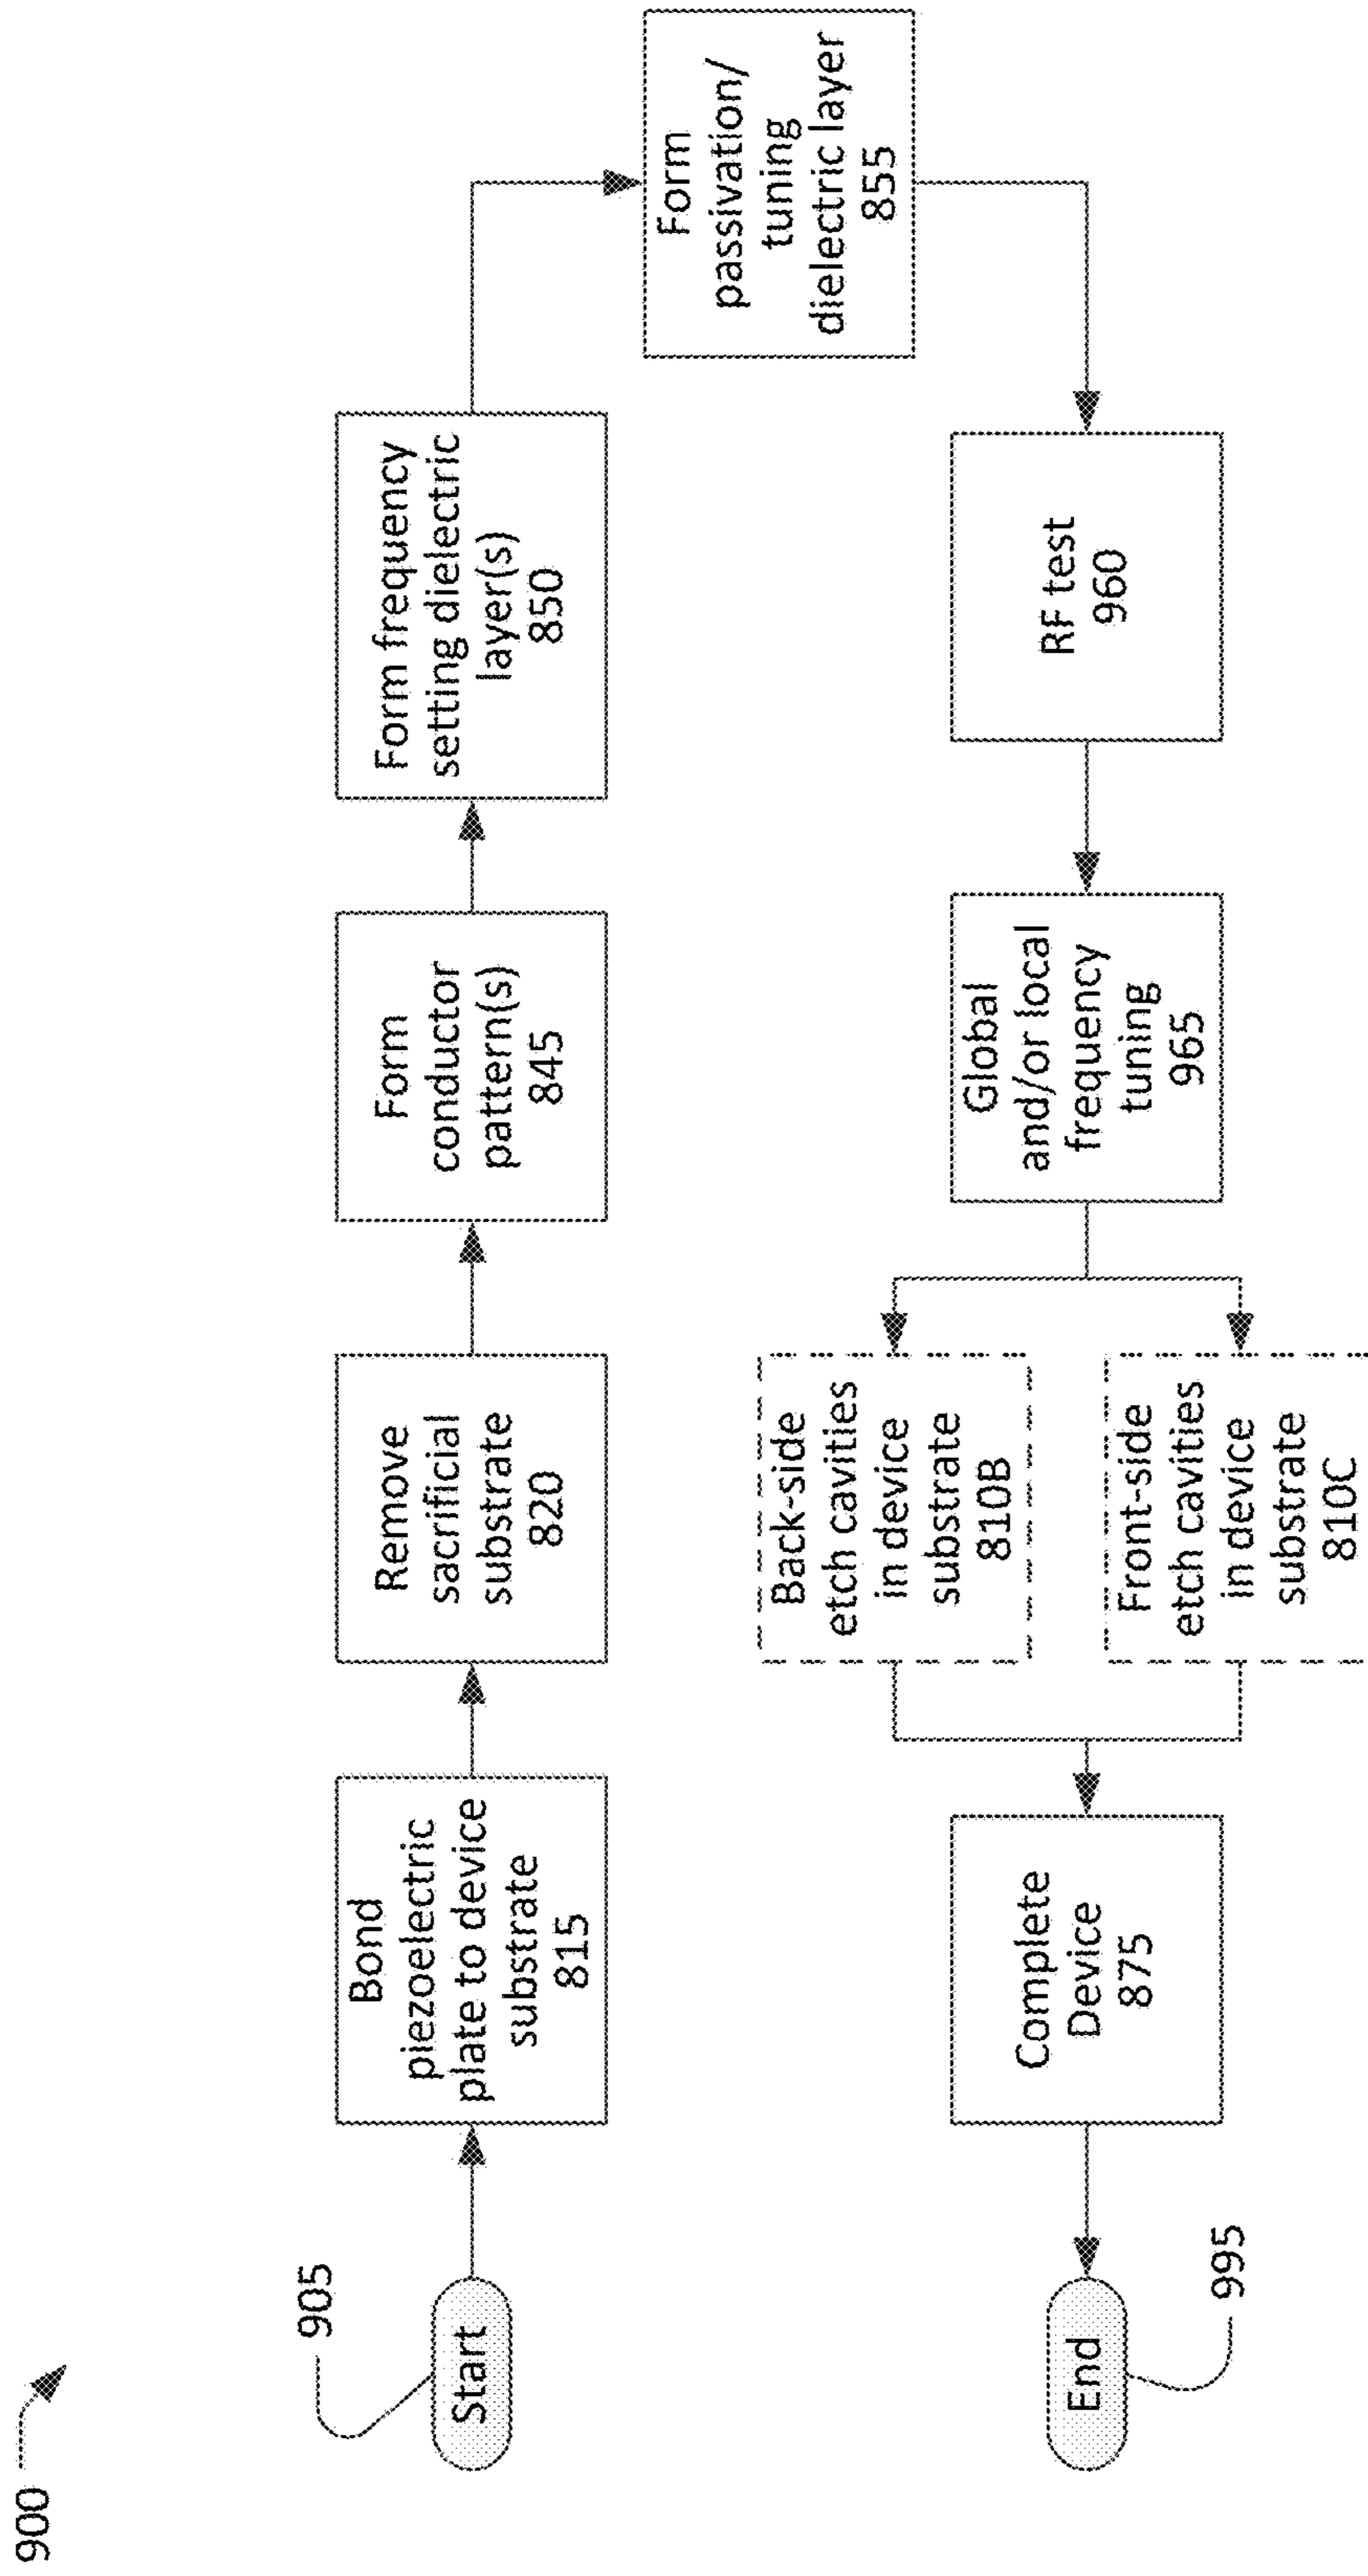 900
905
Start
Bond
piezoelectric
plate to device
substrate
815
Remove
sacrificial
substrate
820
Form
conductor
pattern(s)
845
Form frequency
setting dielectric
layer(s)
850
Form
passivation/
tuning
dielectric layer
855
RF test
960
Global
and/or local
frequency
tuning
965
Back-side
etch cavities
in device
substrate
810B
Front-side
etch cavities
in device
substrate
810C
Complete
Device
875
End
995